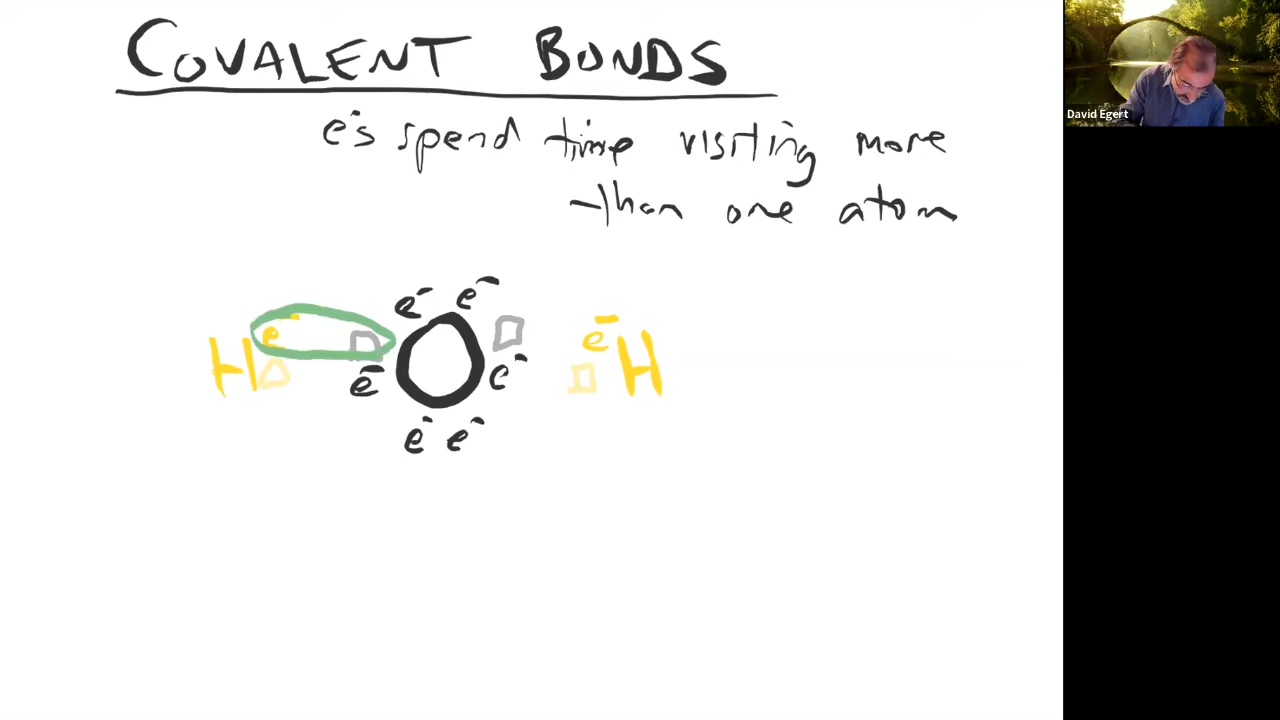 COVALENT BONDS
e⁻'s spend time visiting more
than one atom
e⁻ e⁻
H e⁻ O e⁻ H
e⁻ e⁻
e⁻ e⁻
David Egert